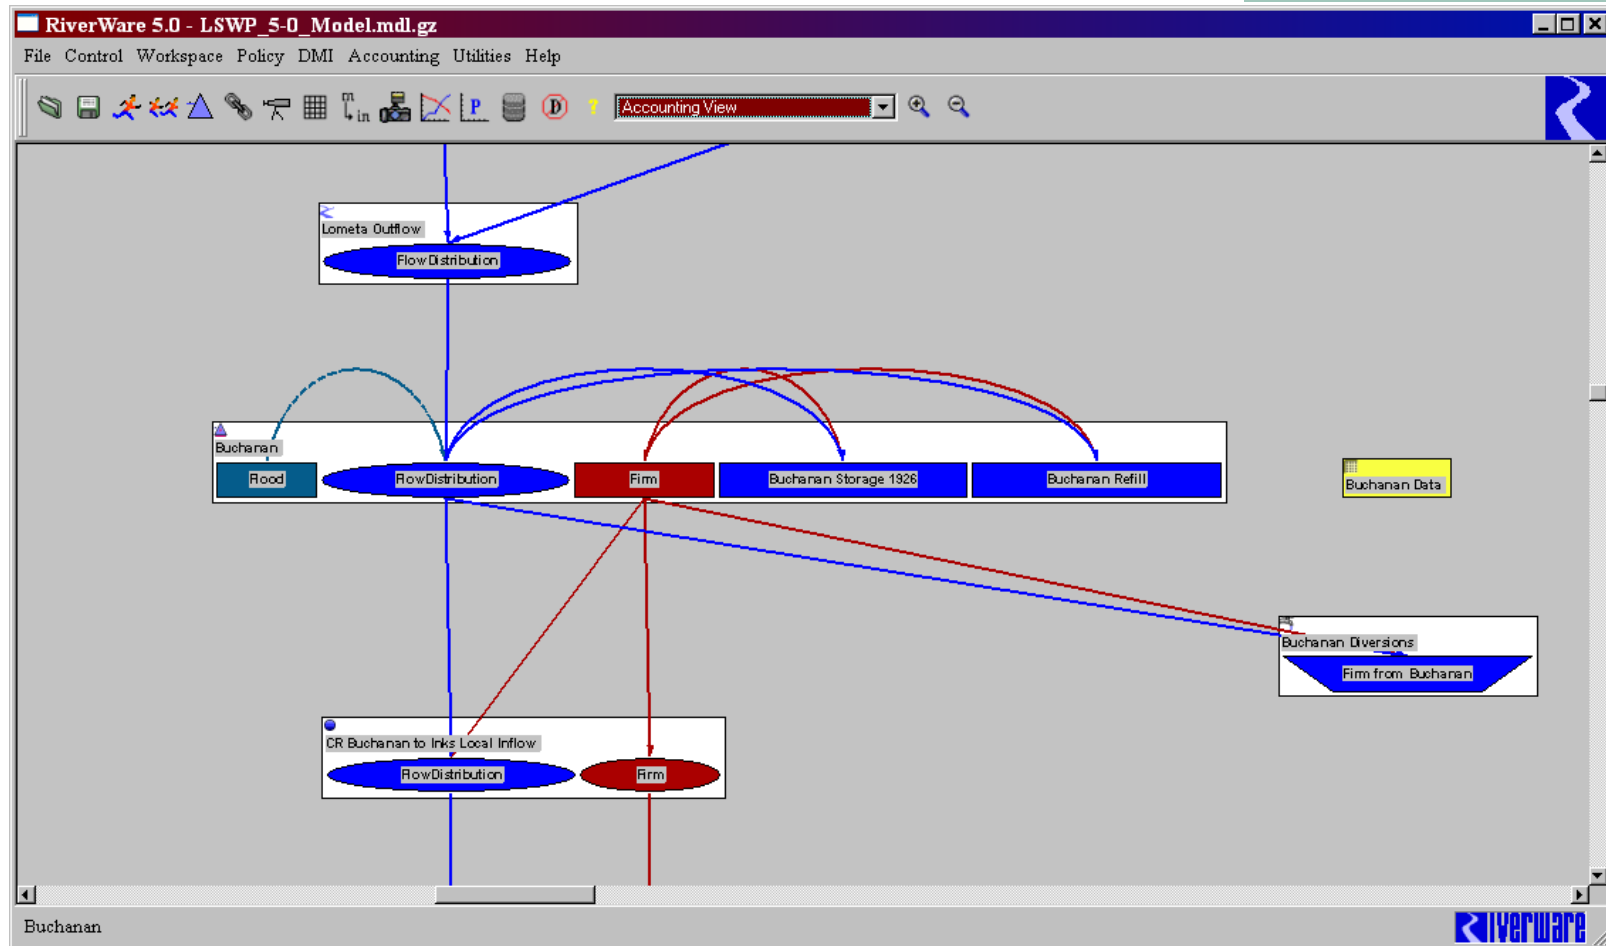 RiverWare 5.0 - LSWP_5-0_Model.mdl.gz
File Control Workspace Policy DMI Accounting Utilities Help
m in P D ? Accounting View
Lometa Outflow
FlowDistribution
Buchanan
Flood FlowDistribution Firm Buchanan Storage 1926 Buchanan Refill
Buchanan Data
Buchanan Diversions
Firm from Buchanan
CR Buchanan to Inks Local Inflow
FlowDistribution Firm
Buchanan
Riverware